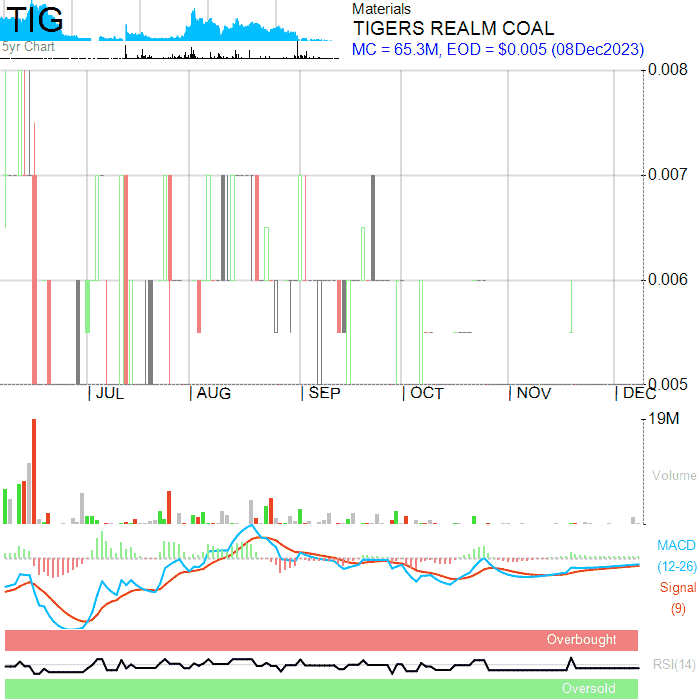 TIG
5yr Chart
Materials
TIGERS REALM COAL
MC = 65.3M, EOD = $0.005 (08Dec2023)
0.008
0.007
0.006
0.005
JUL
AUG
SEP
OCT
NOV
DEC
19M
Volume
MACD
(12-26)
Signal
(9)
Overbought
RSI(14)
Oversold